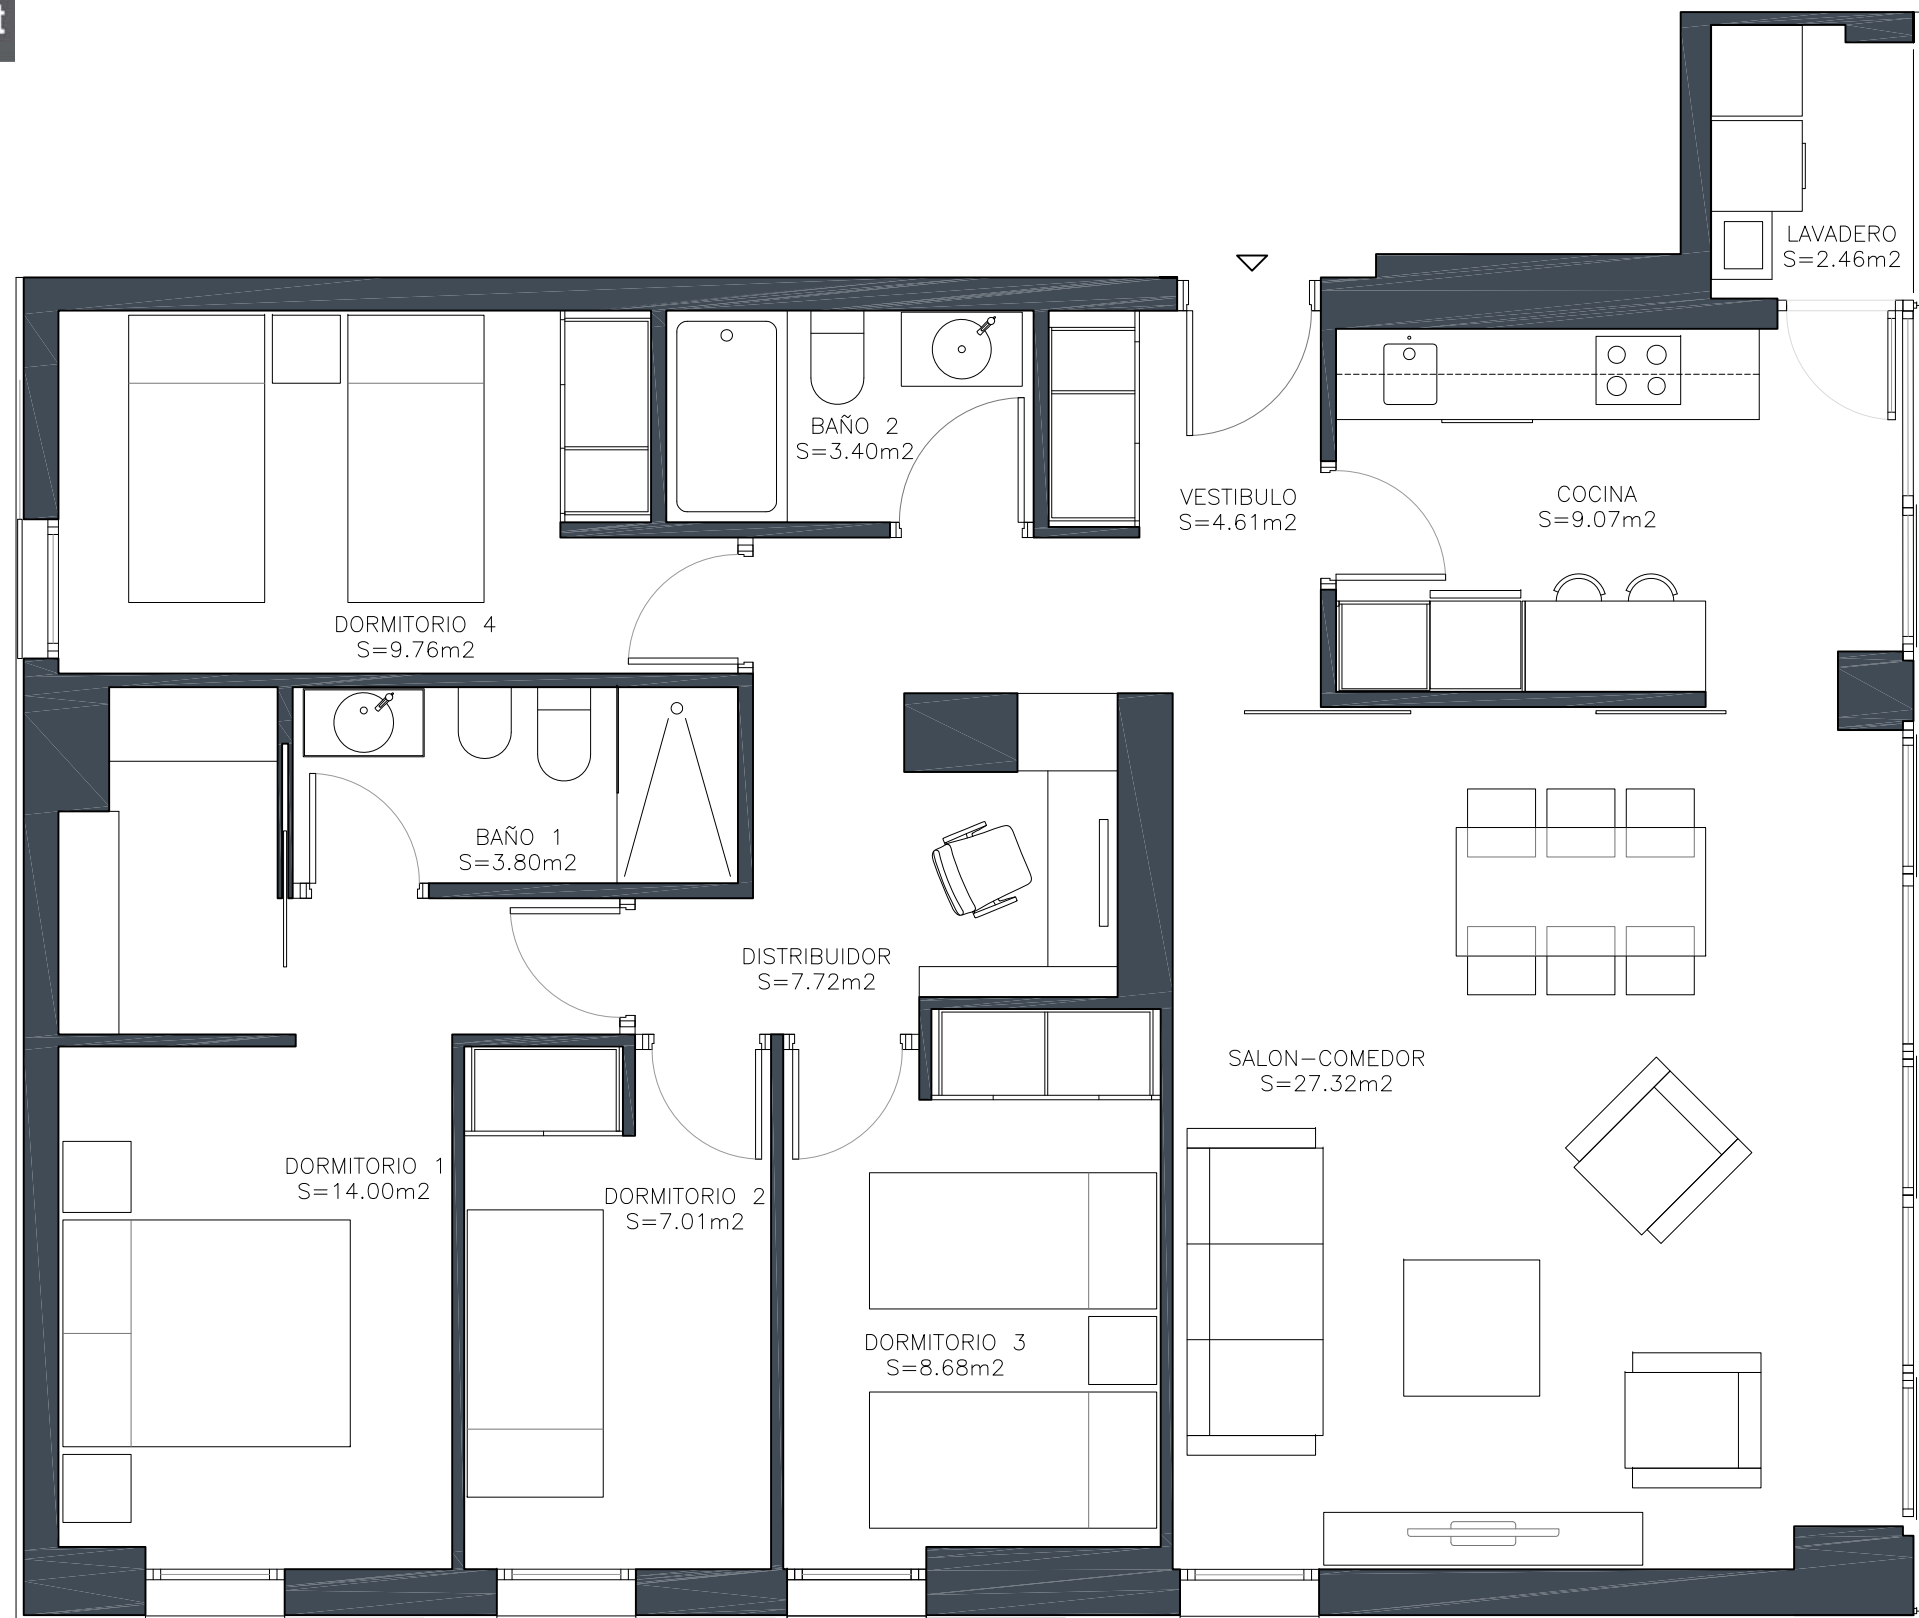 t
LAVADERO
S=2.46m2
BAÑO 2
S=3.40m2
VESTIBULO
S=4.61m2
COCINA
S=9.07m2
DORMITORIO 4
S=9.76m2
BAÑO 1
S=3.80m2
DISTRIBUIDOR
S=7.72m2
SALON-COMEDOR
S=27.32m2
DORMITORIO 1
S=14.00m2
DORMITORIO 2
S=7.01m2
DORMITORIO 3
S=8.68m2